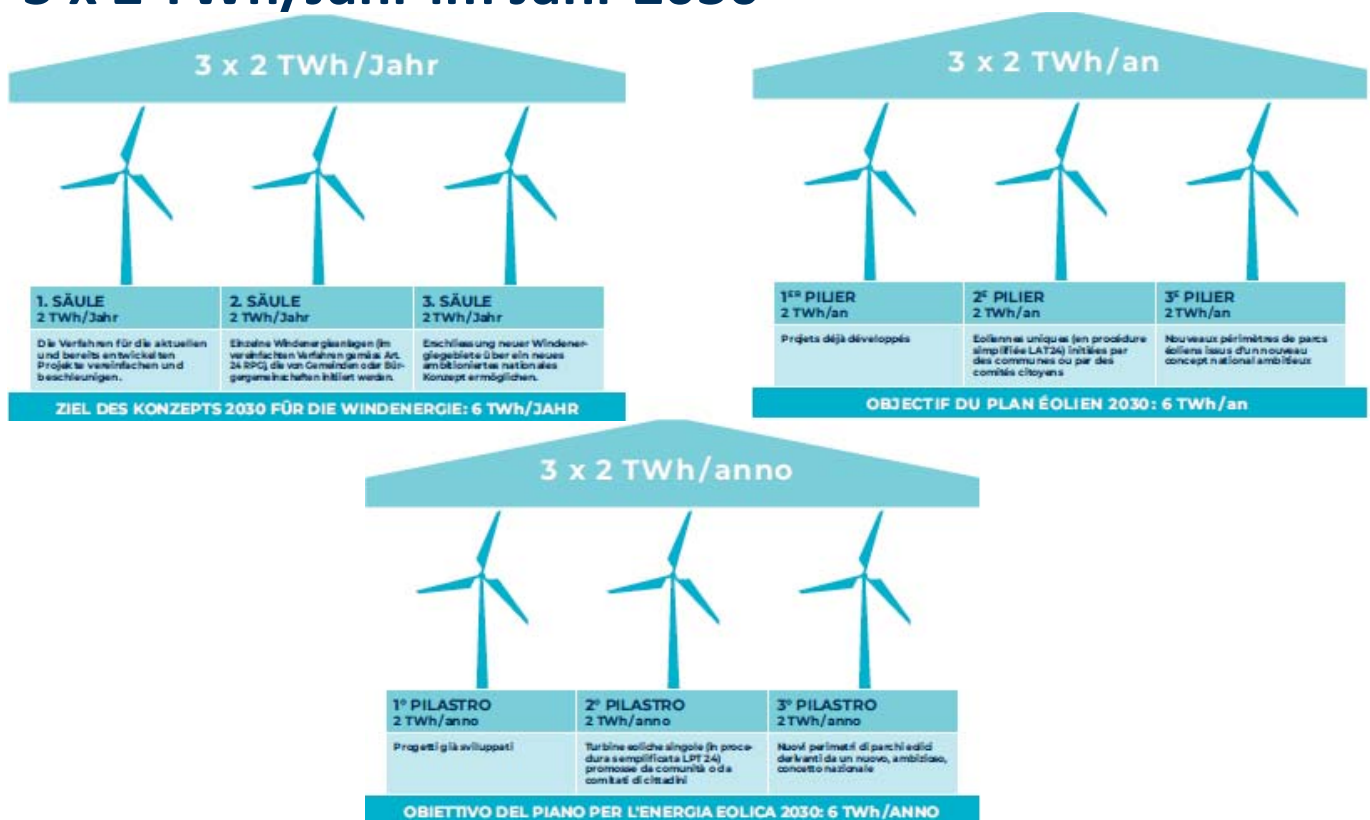 3 x 2 TWh/Jahr im Jahr 2030
3 x 2 TWh/Jahr
1. SÄULE
2 TWh/Jahr
Die Verfahren für die aktuellen
und bereits entwickelten
Projekte vereinfachen und
beschleunigen.
2. SÄULE
2 TWh/Jahr
Einzelne Windenergieanlagen (im
vereinfachten Verfahren gemäss Art.
24 RPG), die von Gemeinden oder Bür-
gergemeinschaften initiiert werden.
3. SÄULE
2 TWh/Jahr
Erschliessung neuer Windener-
giegebiete über ein neues
ambitioniertes nationales
Konzept ermöglichen.
ZIEL DES KONZEPTS 2030 FÜR DIE WINDENERGIE: 6 TWh/JAHR
3 x 2 TWh/an
1ER PILIER
2 TWh/an
Projets déjà développés
2E PILIER
2 TWh/an
Eoliennes uniques (en procédure
simplifiée LAT24) initiées par
des communes ou par des
comités citoyens
3E PILIER
2 TWh/an
Nouveaux périmètres de parcs
éoliens issus d'un nouveau
concept national ambitieux
OBJECTIF DU PLAN ÉOLIEN 2030: 6 TWh/an
3 x 2 TWh/anno
1° PILASTRO
2 TWh/anno
Progetti già sviluppati
2° PILASTRO
2 TWh/anno
Turbine eoliche singole (in proce-
dura semplificata LPT 24)
promosse da comunità o da
comitati di cittadini
3° PILASTRO
2 TWh/anno
Nuovi perimetri di parchi eolici
derivanti da un nuovo, ambizioso,
concetto nazionale
OBIETTIVO DEL PIANO PER L'ENERGIA EOLICA 2030: 6 TWh/ANNO